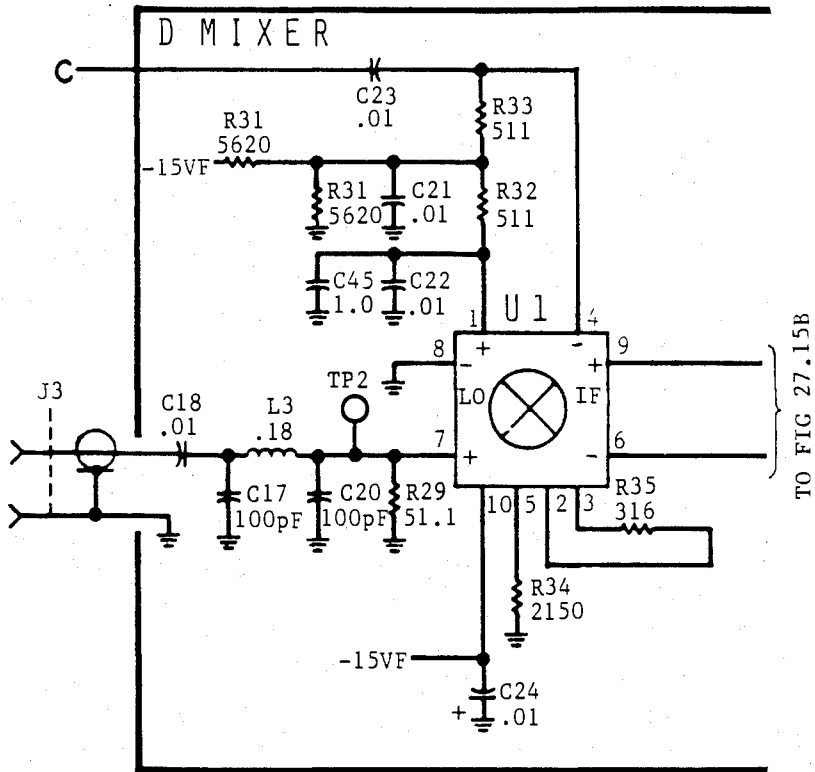 D MIXER
C
C23
.01
R33
511
R31
5620
-15VF
R31
5620
C21
.01
R32
511
C45
1.0
C22
.01
U1
1
4
+
-
8
-
+
9
LO
IF
7
+
-
6
10
5
2
3
TP2
J3
C18
.01
L3
.18
C17
100pF
C20
100pF
R29
51.1
R35
316
R34
2150
-15VF
C24
+
.01
TO FIG 27.15B